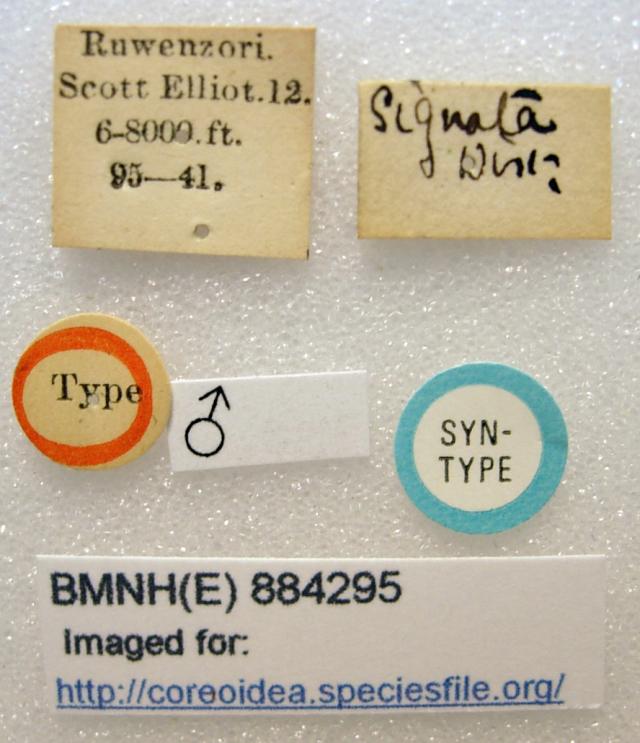 Ruwenzori.
Scott Elliot.12.
6-8000.ft.
95—41.
Signata
Dist.
Type
♂
SYN-
TYPE
BMNH(E) 884295
Imaged for:
http://coreoidea.speciesfile.org/